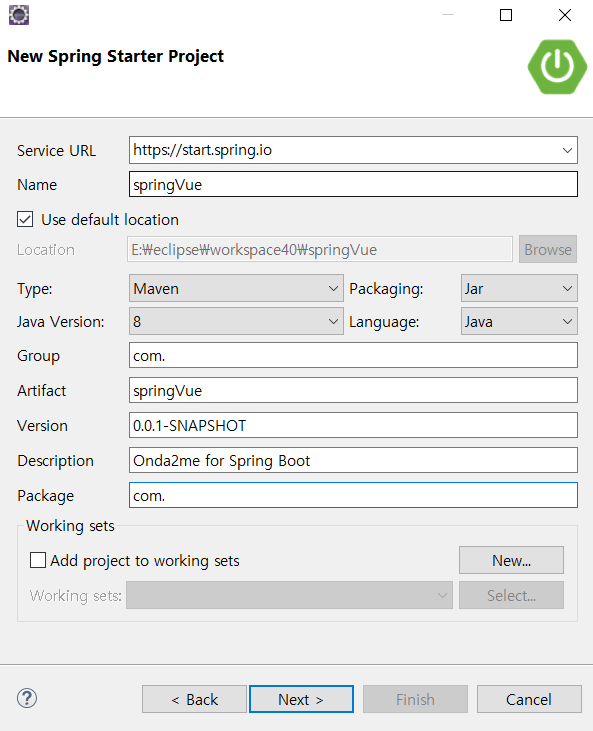 New Spring Starter Project
Service URL https://start.spring.io
Name springVue
Use default location
Location E:₩eclipse₩workspace40₩springVue Browse
Type: Maven Packaging: Jar
Java Version: 8 Language: Java
Group com.
Artifact springVue
Version 0.0.1-SNAPSHOT
Description Onda2me for Spring Boot
Package com.
Working sets
Add project to working sets New...
Working sets: Select...
? < Back Next > Finish Cancel